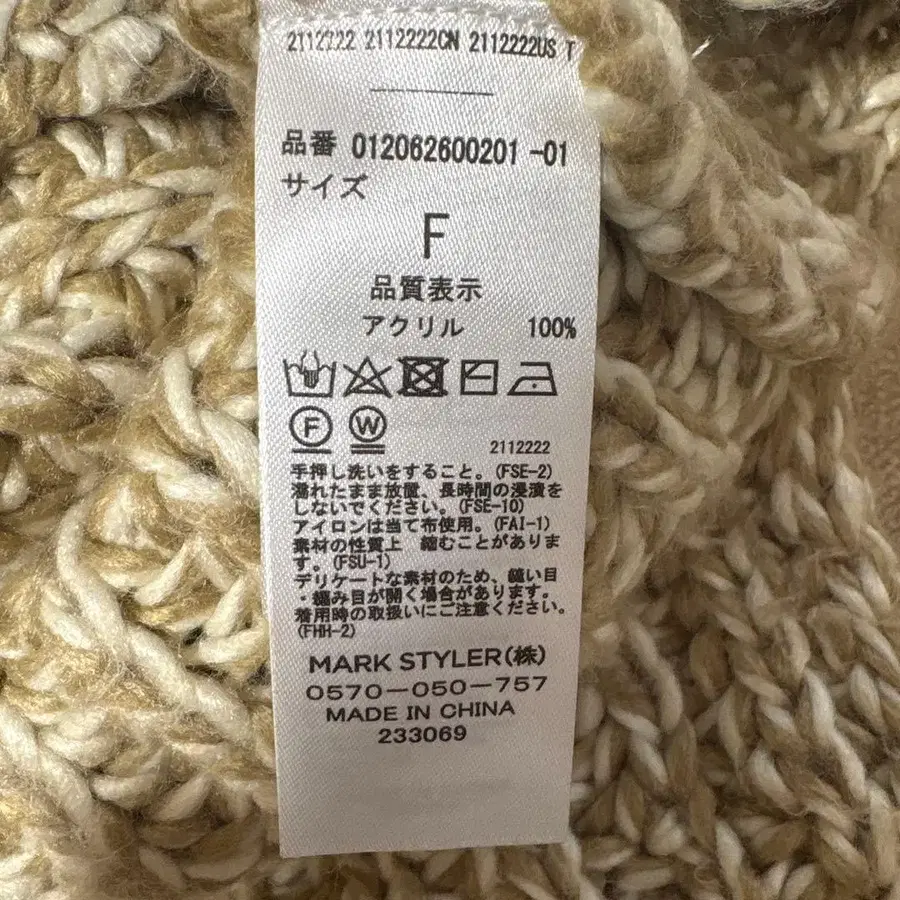 2112222 2112222CN 2112222US T
品番 012062600201 -01
サイズ
F
品質表示
アクリル 100%
F W
2112222
手押し洗いをすること。(FSE-2)
濡れたまま放置、長時間の浸漬を
しないでください。(FSE-10)
アイロンは当て布使用。(FAI-1)
素材の性質上 縮むことがありま
す。(FSU-1)
デリケートな素材のため、縫い目
・編み目が開く場合があります。
着用時の取扱いにご注意ください。
(FHH-2)
MARK STYLER(株)
0570-050-757
MADE IN CHINA
233069